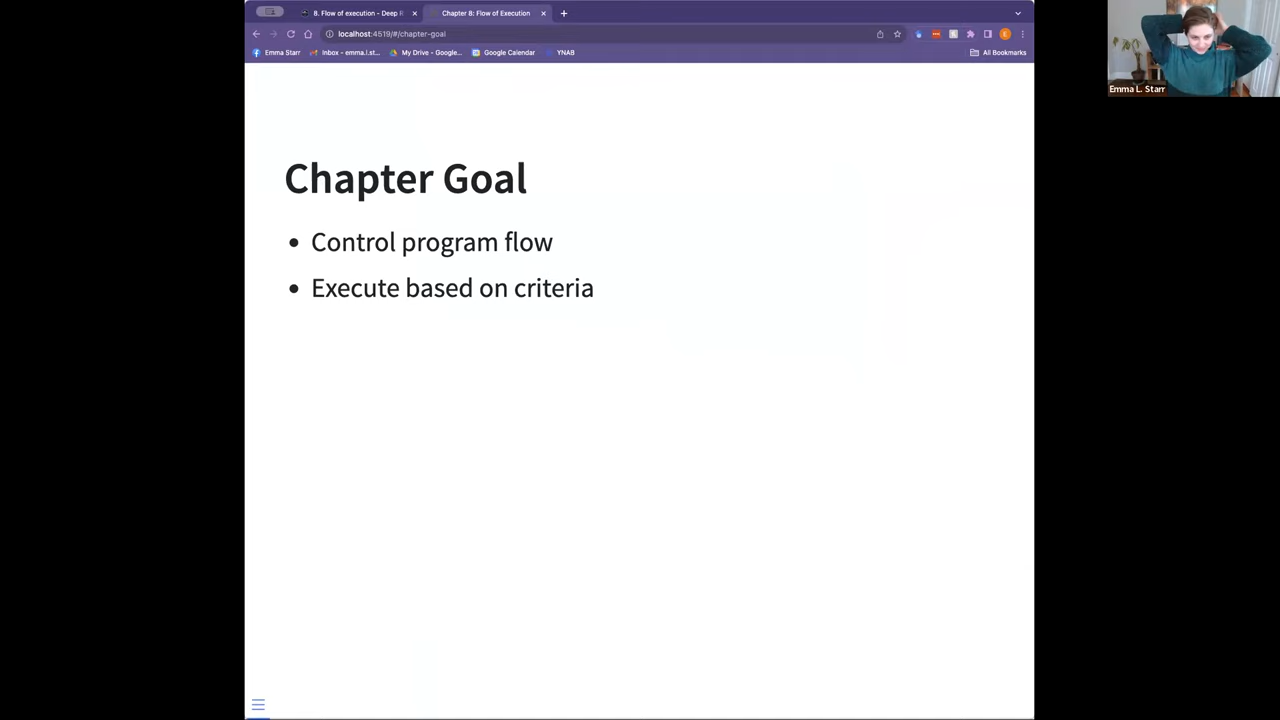 8. Flow of execution - Deep R
Chapter 8: Flow of Execution
localhost:4519/#/chapter-goal
Emma Starr
Inbox - emma.i.st...
My Drive - Google...
Google Calendar
YNAB
All Bookmarks
E
Emma L. Starr
Chapter Goal
• Control program flow
• Execute based on criteria